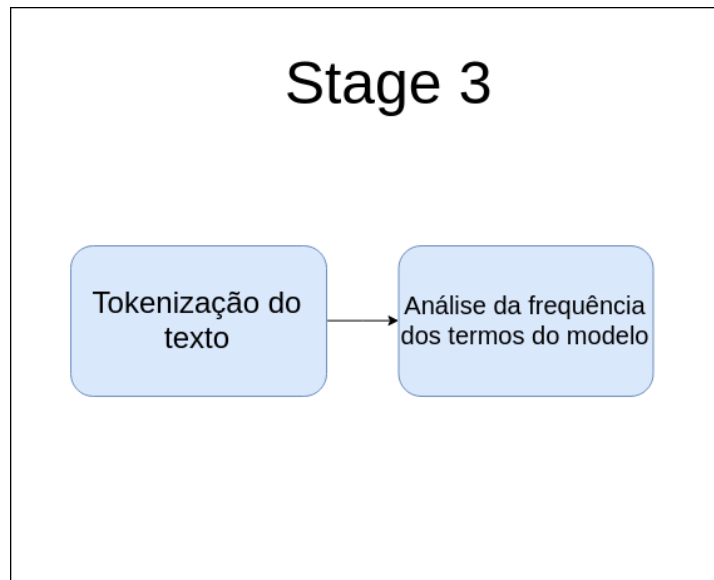 Stage 3
Tokenização do
texto
Análise da frequência
dos termos do modelo